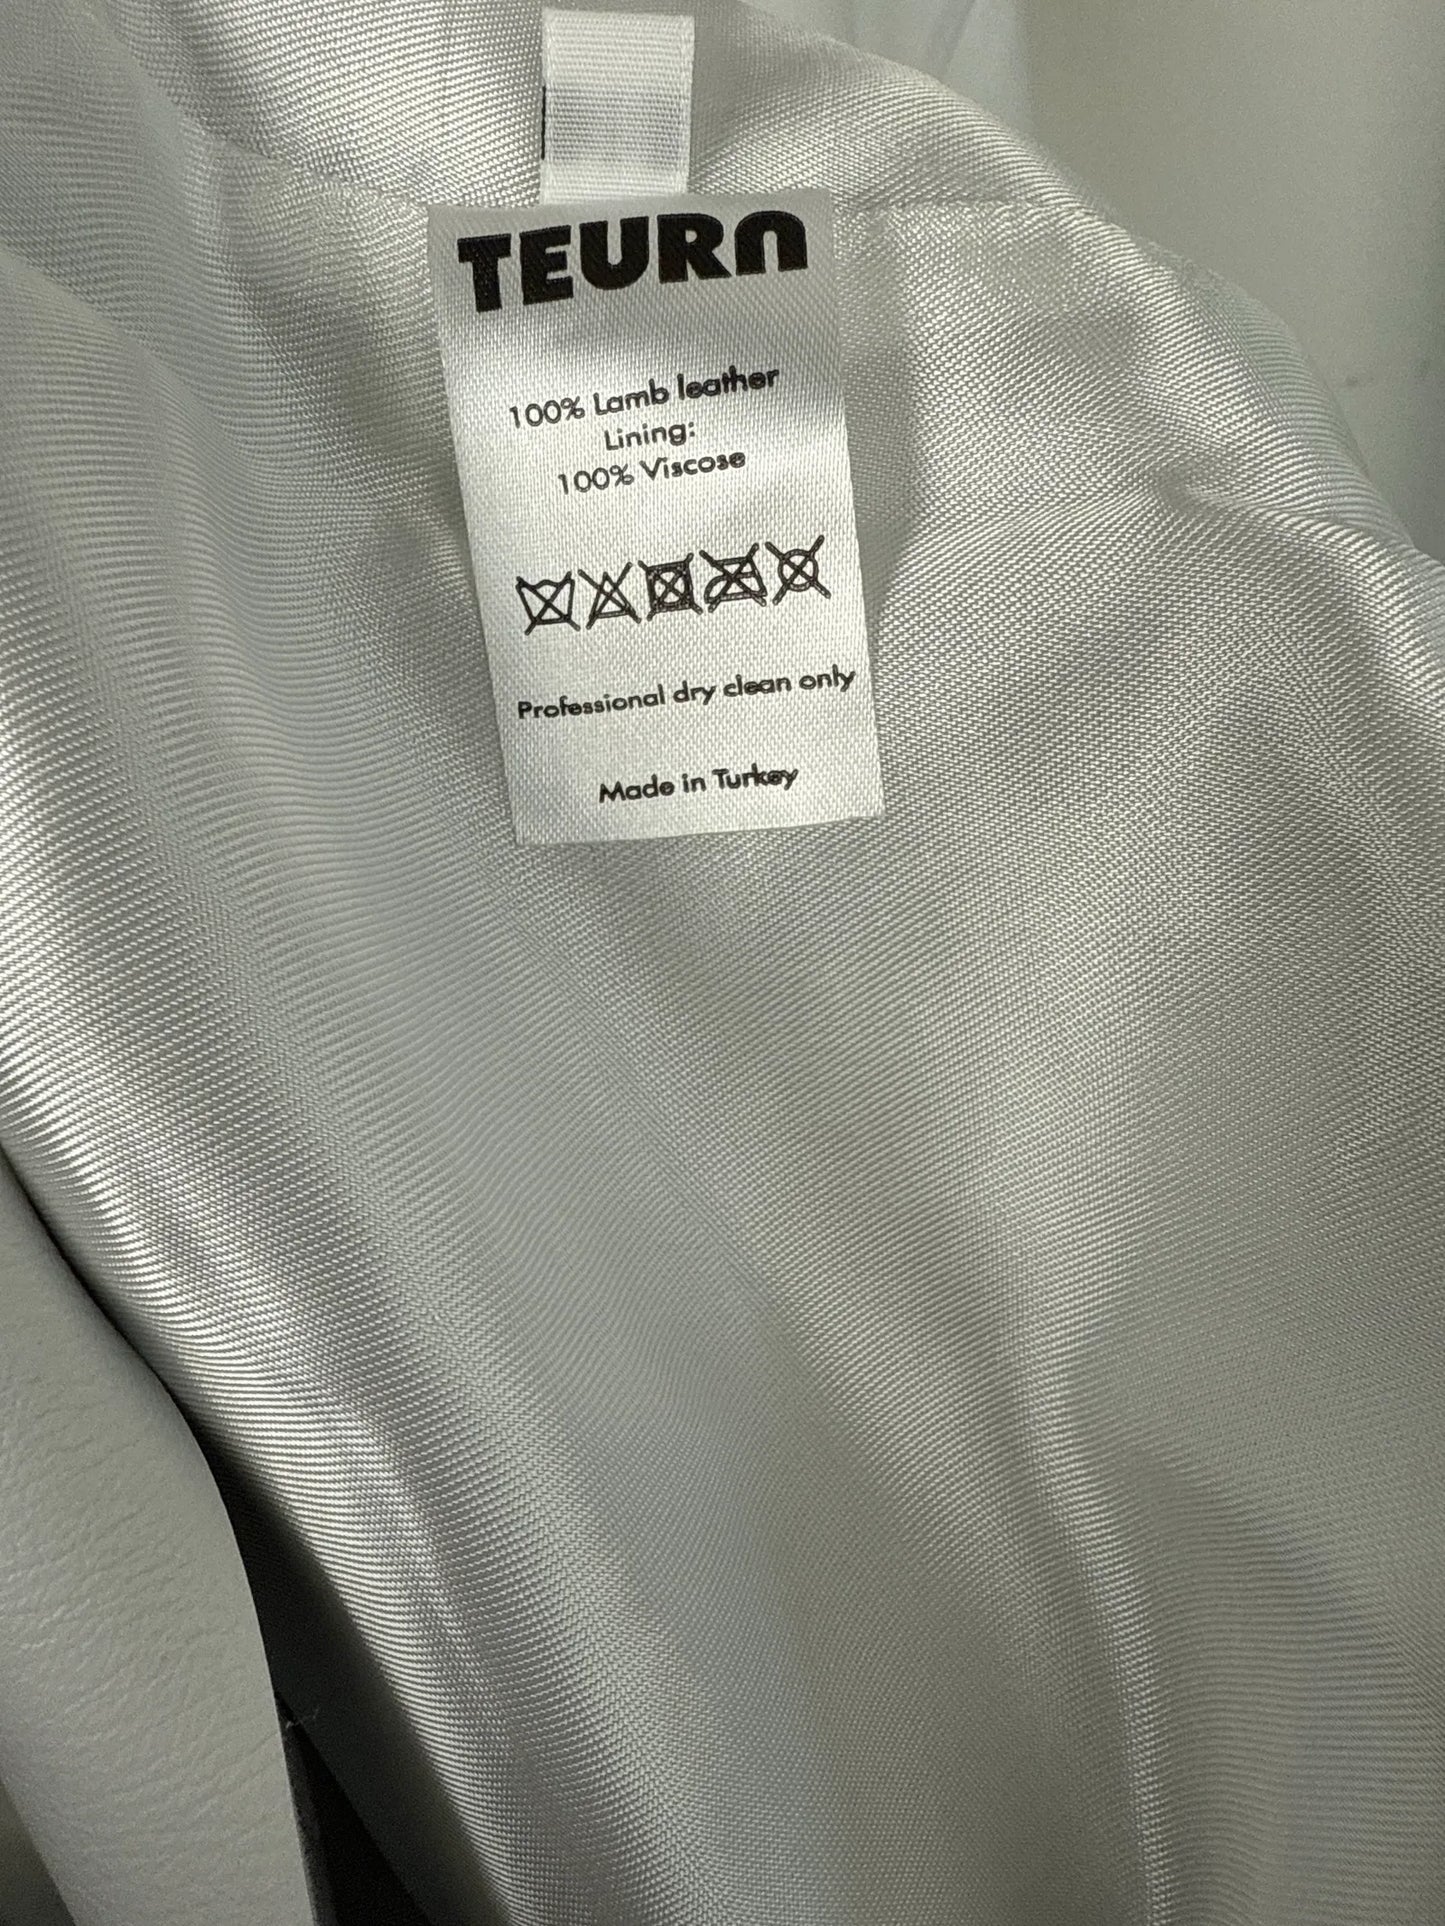 TEURN
100% Lamb leather
Lining:
100% Viscose
Professional dry clean only
Made in Turkey